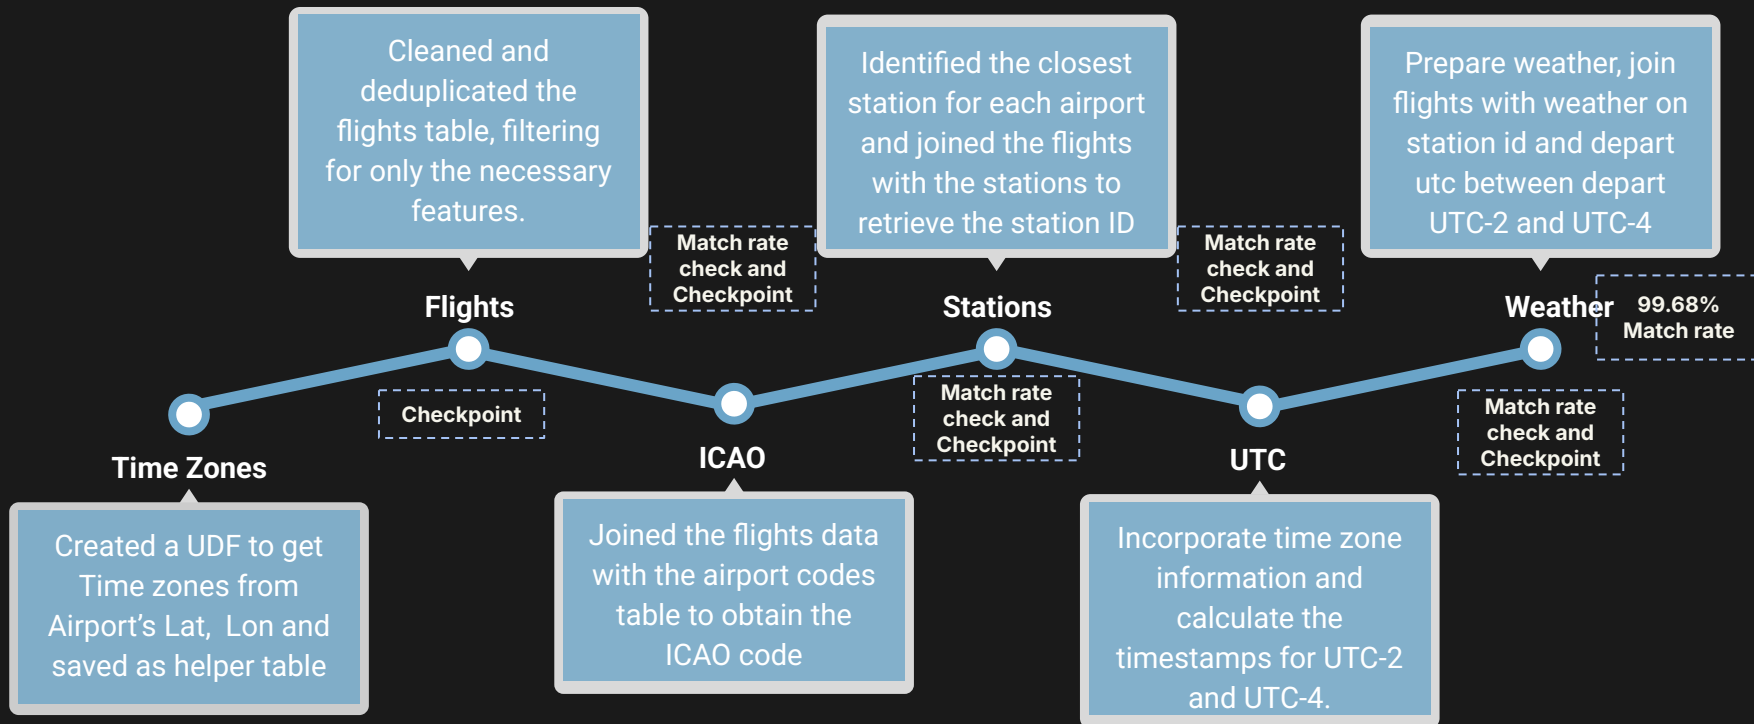 Cleaned and
deduplicated the
flights table, filtering
for only the necessary
features.
Identified the closest
station for each airport
and joined the flights
with the stations to
retrieve the station ID
Prepare weather, join
flights with weather on
station id and depart
utc between depart
UTC-2 and UTC-4
Match rate
check and
Checkpoint
Match rate
check and
Checkpoint
Flights
Stations
Weather
99.68%
Match rate
Checkpoint
Match rate
check and
Checkpoint
Match rate
check and
Checkpoint
Time Zones
ICAO
UTC
Created a UDF to get
Time zones from
Airport’s Lat, Lon and
saved as helper table
Joined the flights data
with the airport codes
table to obtain the
ICAO code
Incorporate time zone
information and
calculate the
timestamps for UTC-2
and UTC-4.